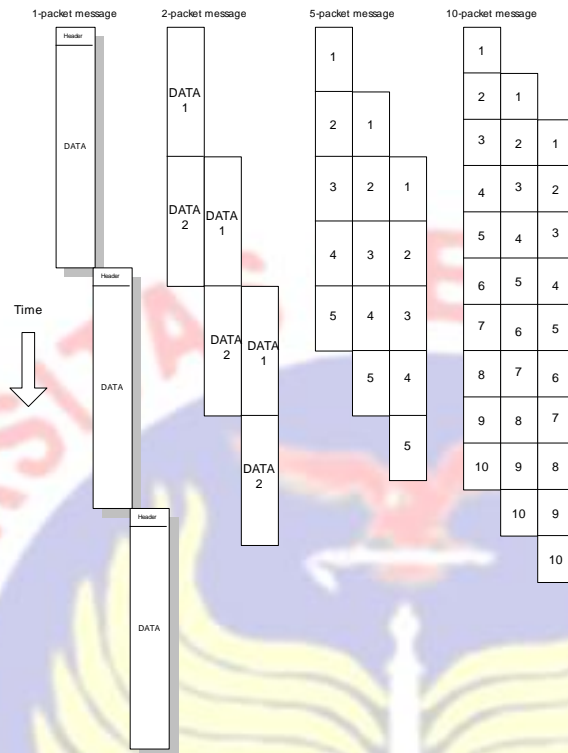 1-packet message
2-packet message
5-packet message
10-packet message
Header
DATA
Header
DATA
Header
DATA
Time
DATA
1
DATA
2
DATA
1
DATA
2
DATA
1
DATA
2
1
2 1
3 2 1
4 3 2
5 4 3
5 4
5
1
2 1
3 2 1
4 3 2
5 4 3
6 5 4
7 6 5
8 7 6
9 8 7
10 9 8
10 9
10
SITAS